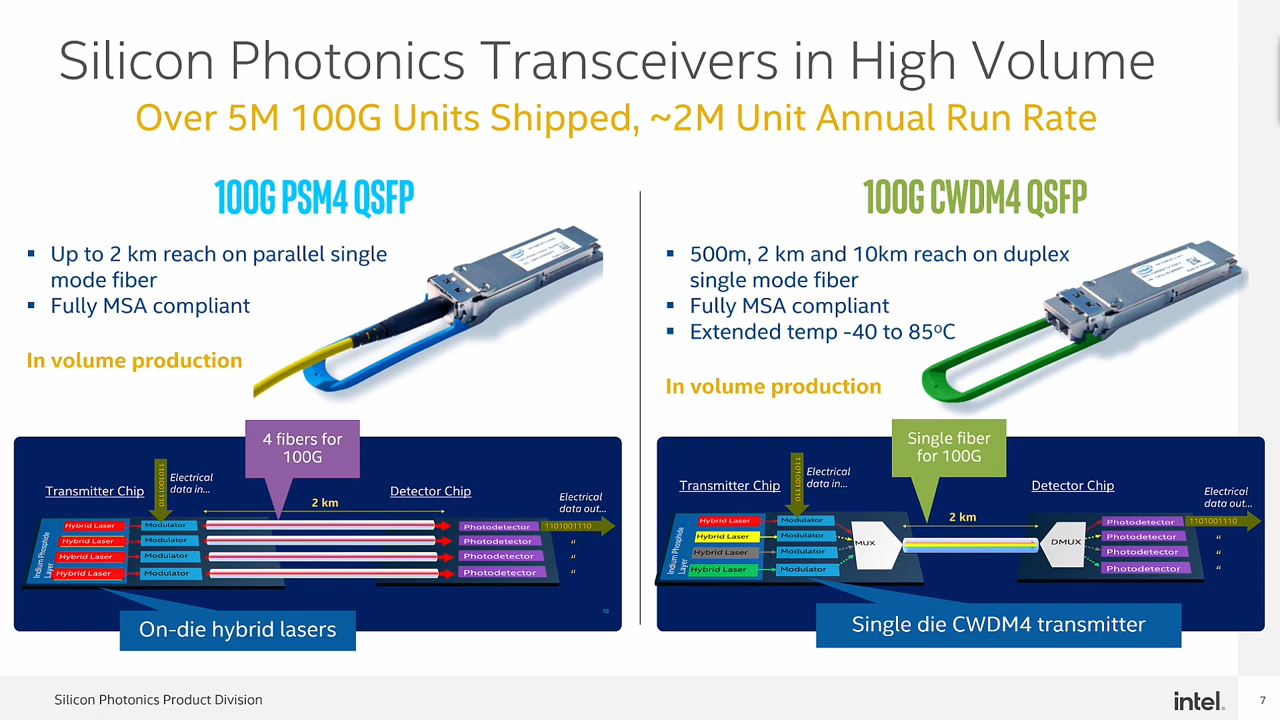 Silicon Photonics Transceivers in High Volume
Over 5M 100G Units Shipped, ~2M Unit Annual Run Rate
100G PSM4 QSFP
▪ Up to 2 km reach on parallel single
mode fiber
▪ Fully MSA compliant
In volume production
4 fibers for
100G
Transmitter Chip
1101001110
Electrical
data in...
2 km
Detector Chip
Electrical
data out...
Indium Phosphide
Layer
Hybrid Laser
Modulator
Photodetector
1101001110
Hybrid Laser
Modulator
Photodetector
"
Hybrid Laser
Modulator
Photodetector
"
Hybrid Laser
Modulator
Photodetector
"
10
On-die hybrid lasers
100G CWDM4 QSFP
▪ 500m, 2 km and 10km reach on duplex
single mode fiber
▪ Fully MSA compliant
▪ Extended temp -40 to 85ºC
In volume production
Single fiber
for 100G
Transmitter Chip
1101001110
Electrical
data in...
2 km
Detector Chip
Electrical
data out...
Indium Phosphide
Layer
Hybrid Laser
Modulator
Photodetector
1101001110
Hybrid Laser
Modulator
Photodetector
"
Hybrid Laser
Modulator
Photodetector
"
Hybrid Laser
Modulator
Photodetector
"
MUX
DMUX
Single die CWDM4 transmitter
Silicon Photonics Product Division
intel.
7